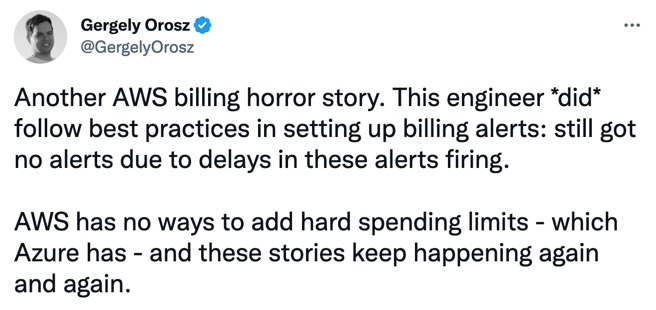 Gergely Orosz
@GergelyOrosz
Another AWS billing horror story. This engineer *did*
follow best practices in setting up billing alerts: still got
no alerts due to delays in these alerts firing.
AWS has no ways to add hard spending limits - which
Azure has - and these stories keep happening again
and again.